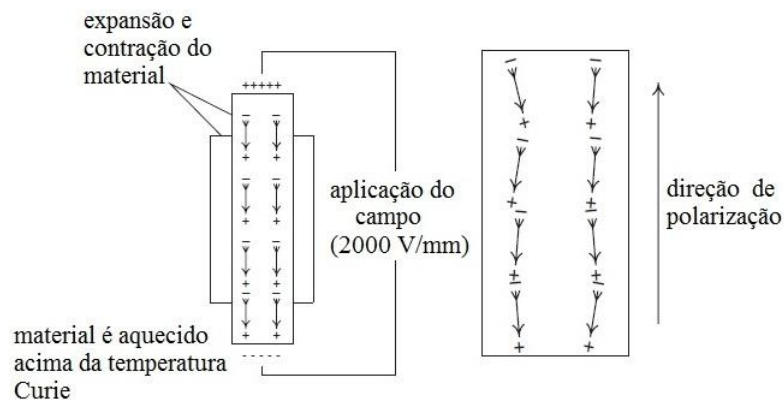 expansão e
contração do
material
+++++
aplicação do
campo
(2000 V/mm)
direção de
polarização
material é aquecido
acima da temperatura
Curie
-----